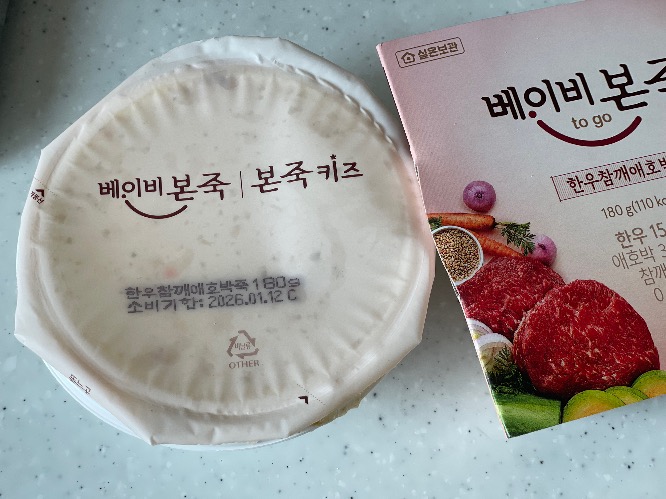 베이비본죽 | 본죽 키즈
한우참깨애호박죽 180g
소비기한: 2026.01.12 C
OTHER
실온보관
베이비본죽
to go
한우참깨애호박
180 g(110 kc
한우 15
애호박
참깨